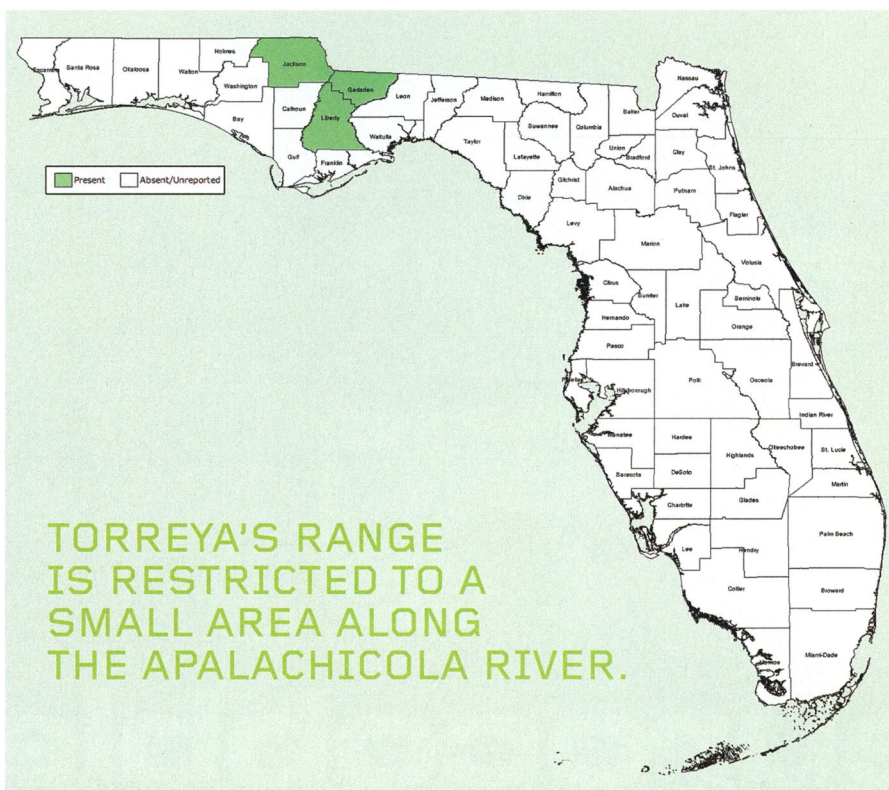 Holmes
Jackson
Santa Rosa
Okaloosa
Walton
Washington
Gadsden
Leon
Jefferson
Madison
Hamilton
Nassau
Calhoun
Liberty
Bay
Wakulla
Taylor
Suwannee
Columbia
Baker
Duval
Gulf
Franklin
Lafayette
Union
Bradford
Clay
St. Johns
Present
Absent/Unreported
Dixie
Gilchrist
Alachua
Putnam
Flagler
Levy
Marion
Volusia
Citrus
Sumter
Lake
Seminole
Hernando
Orange
Pasco
Brevard
Hillsborough
Polk
Osceola
Indian River
Manatee
Hardee
Highlands
Okeechobee
St. Lucie
Sarasota
DeSoto
Martin
Charlotte
Glades
Lee
Hendry
Palm Beach
Collier
Broward
Miami-Dade
Monroe
TORREYA'S RANGE
IS RESTRICTED TO A
SMALL AREA ALONG
THE APALACHICOLA RIVER.